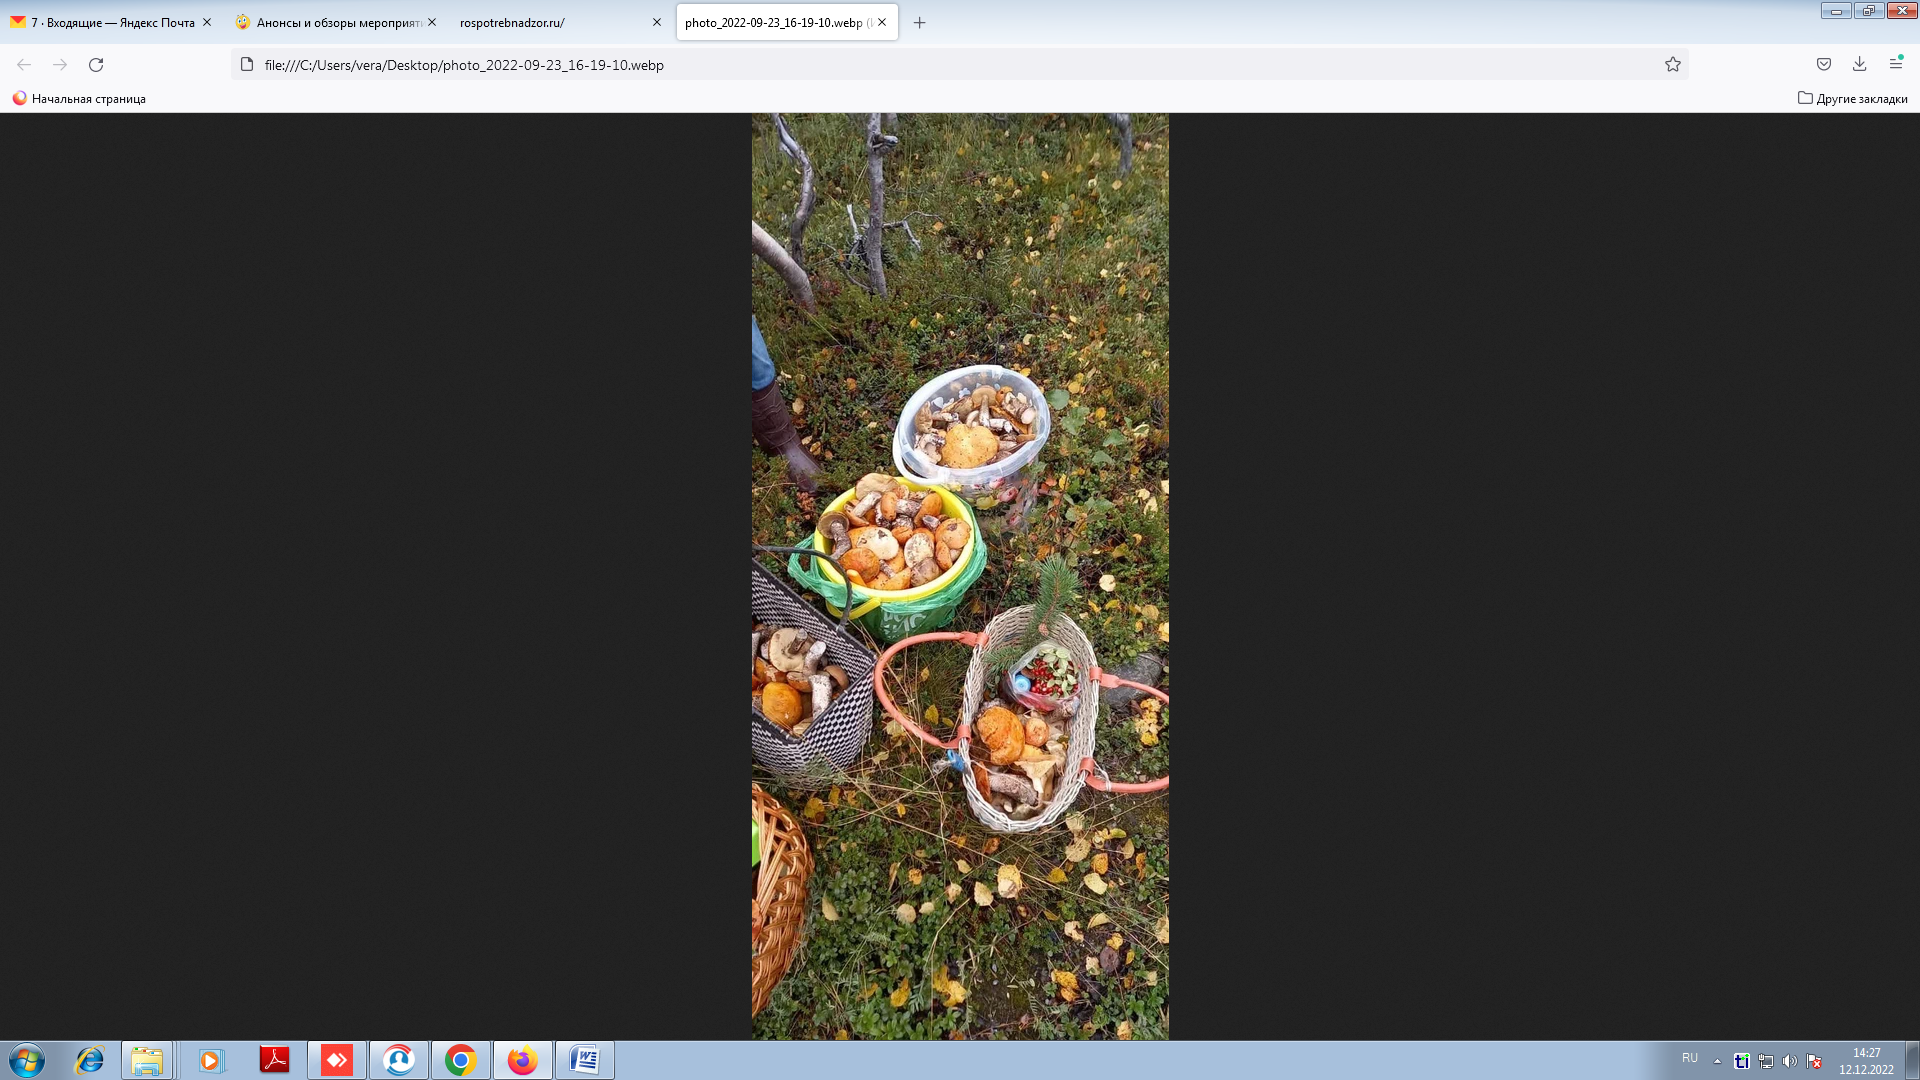 7 · Входящие — Яндекс Почта
Анонсы и обзоры мероприяти
rospotrebnadzor.ru/
photo_2022-09-23_16-19-10.webp
file:///C:/Users/vera/Desktop/photo_2022-09-23_16-19-10.webp
Начальная страница
Другие закладки
RU
14:27
12.12.2022